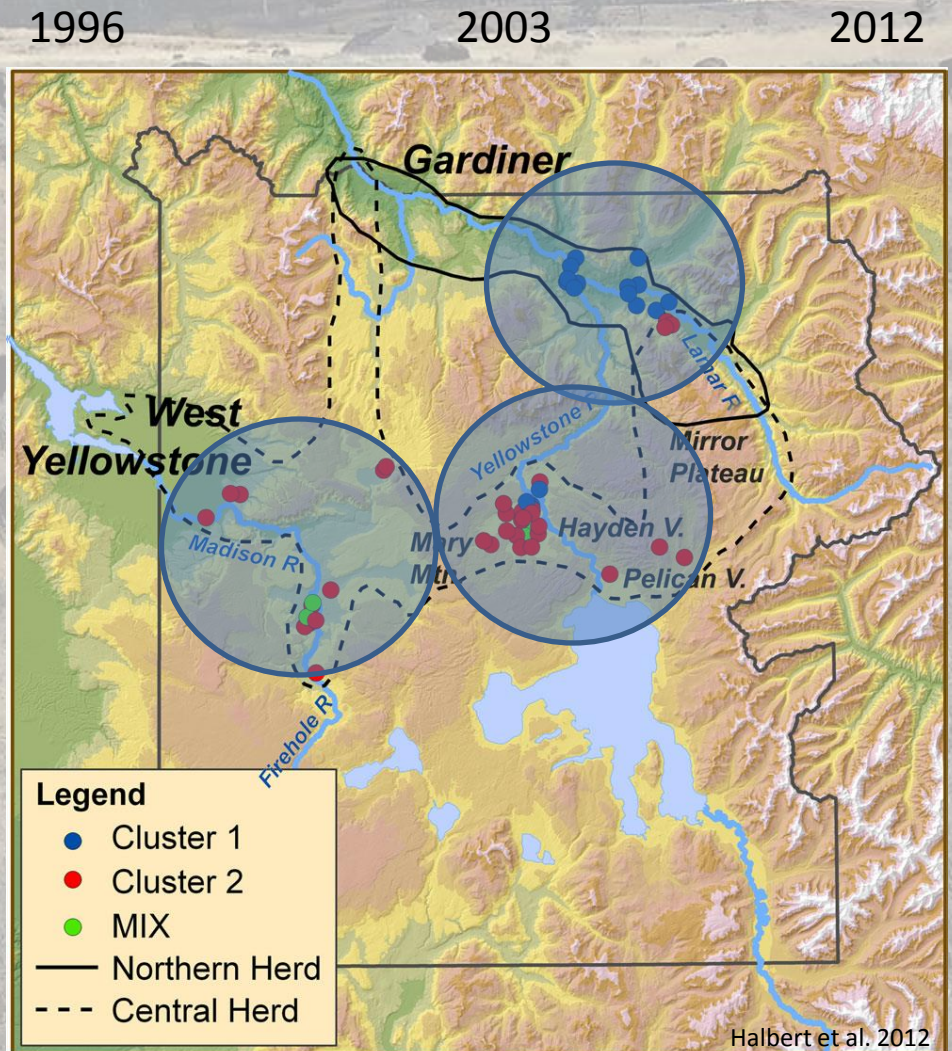 1996 2003 2012
Gardiner
West
Yellowstone
Lamar R
Yellowstone R
Mirror
Plateau
Madison R
Mary
Mtn
Hayden V.
Pelican V.
Firehole R
Legend
Cluster 1
Cluster 2
MIX
Northern Herd
Central Herd
Halbert et al. 2012